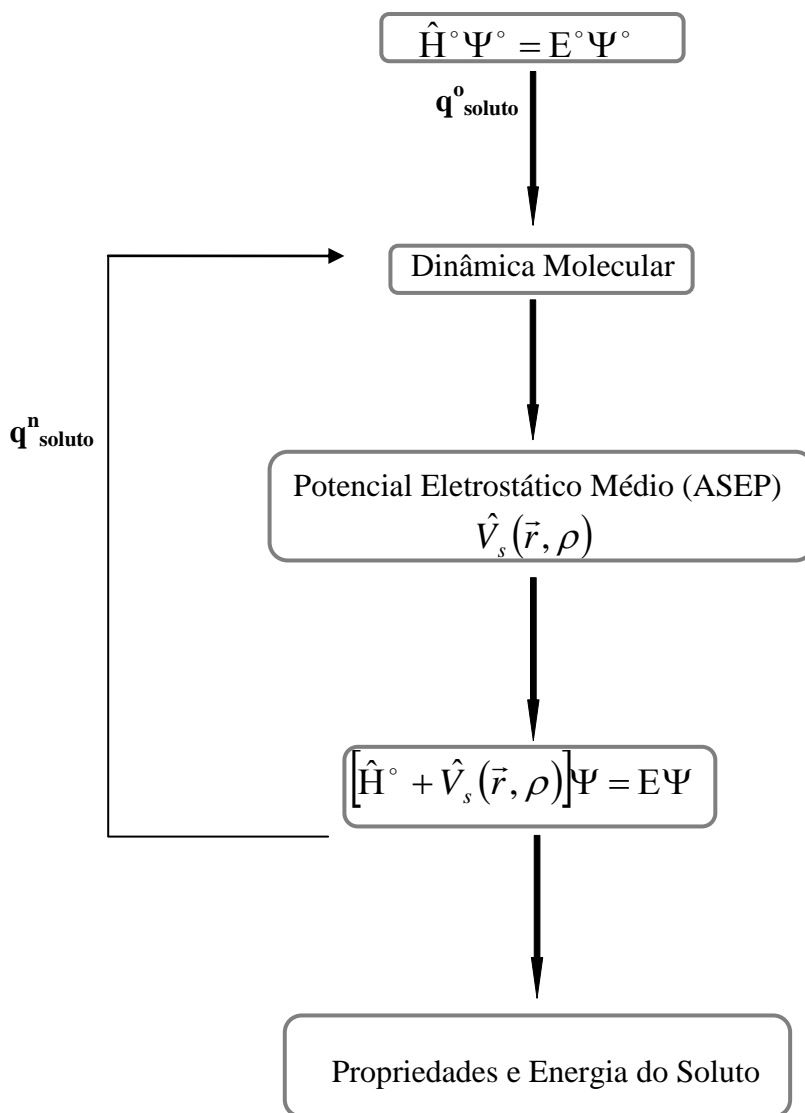 Ĥ°Ψ° = E°Ψ°
q°soluto
Dinâmica Molecular
qⁿsoluto
Potencial Eletrostático Médio (ASEP)
V̂ₛ(r⃗, ρ)
[Ĥ° + V̂ₛ(r⃗, ρ)]Ψ = EΨ
Propriedades e Energia do Soluto